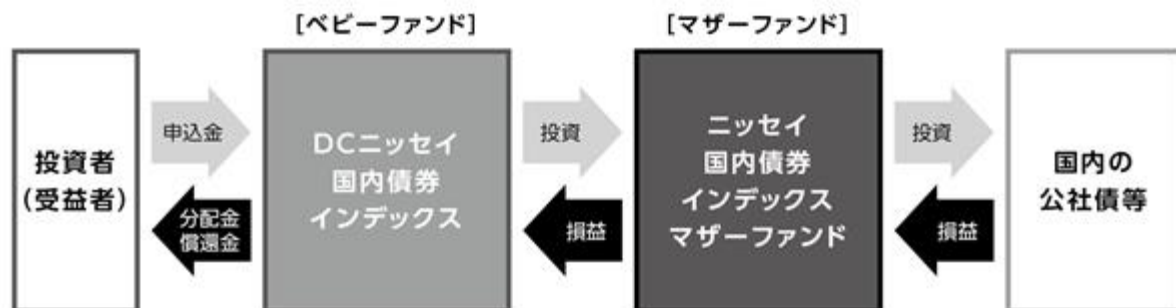 [ベビーファンド]
[マザーファンド]
投資者
(受益者)
申込金
分配金
償還金
DCニッセイ
国内債券
インデックス
投資
損益
ニッセイ
国内債券
インデックス
マザーファンド
投資
損益
国内の
公社債等